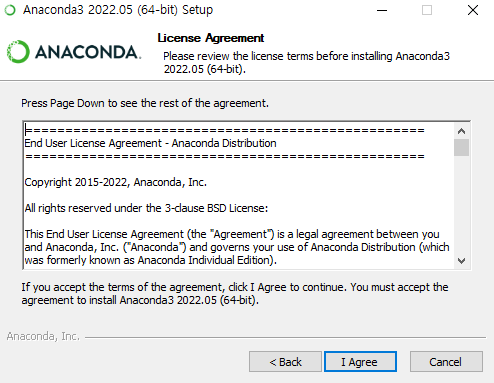 Anaconda3 2022.05 (64-bit) Setup
License Agreement
Please review the license terms before installing Anaconda3
2022.05 (64-bit).
ANACONDA.
Press Page Down to see the rest of the agreement.
====================================================
End User License Agreement - Anaconda Distribution
====================================================
Copyright 2015-2022, Anaconda, Inc.
All rights reserved under the 3-clause BSD License:
This End User License Agreement (the "Agreement") is a legal agreement between you
and Anaconda, Inc. ("Anaconda") and governs your use of Anaconda Distribution (which
was formerly known as Anaconda Individual Edition).
If you accept the terms of the agreement, click I Agree to continue. You must accept the
agreement to install Anaconda3 2022.05 (64-bit).
Anaconda, Inc.
< Back
I Agree
Cancel